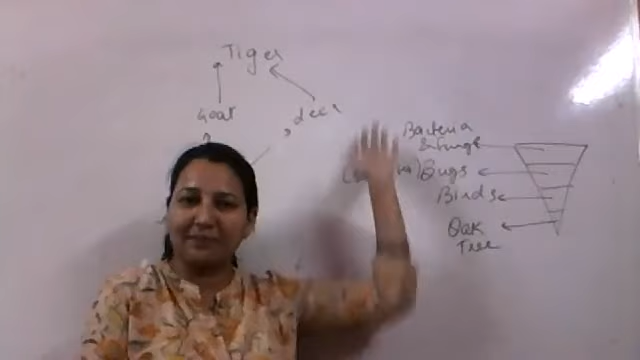 Tiger
Goat
deer
Bacteria
& Fungi
Bugs
Birds
Oak
Tree